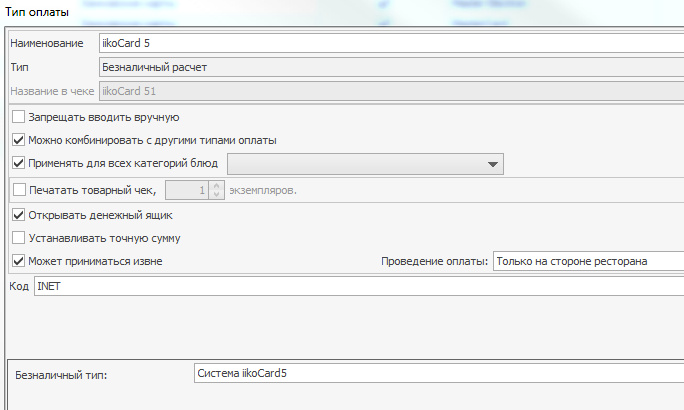 Тип оплаты
Наименование iikoCard 5
Тип Безналичный расчет
Название в чеке iikoCard 51
Запрещать вводить вручную
Можно комбинировать с другими типами оплаты
Применять для всех категорий блюд
Печатать товарный чек, 1 экземпляров.
Открывать денежный ящик
Устанавливать точную сумму
Может приниматься извне Проведение оплаты: Только на стороне ресторана
Код INET
Безналичный тип: Система iikoCard5